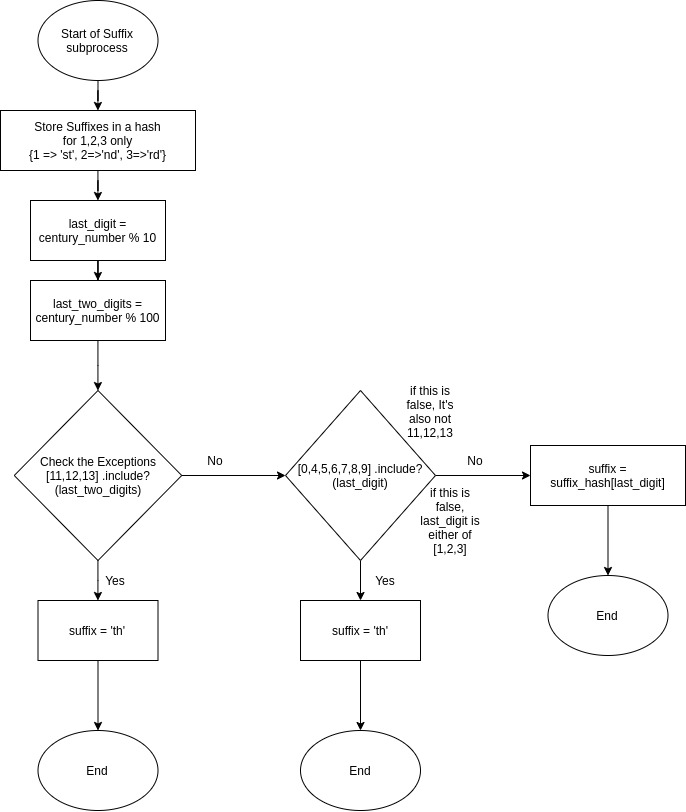 Start of Suffix
subprocess
Store Suffixes in a hash
for 1,2,3 only
{1 => 'st', 2=>'nd', 3=>'rd'}
last_digit =
century_number % 10
last_two_digits =
century_number % 100
Check the Exceptions
[11,12,13] .include?
(last_two_digits)
No
Yes
suffix = 'th'
End
[0,4,5,6,7,8,9] .include?
(last_digit)
if this is
false, It's
also not
11,12,13
No
if this is
false,
last_digit is
either of
[1,2,3]
Yes
suffix = 'th'
End
suffix =
suffix_hash[last_digit]
End